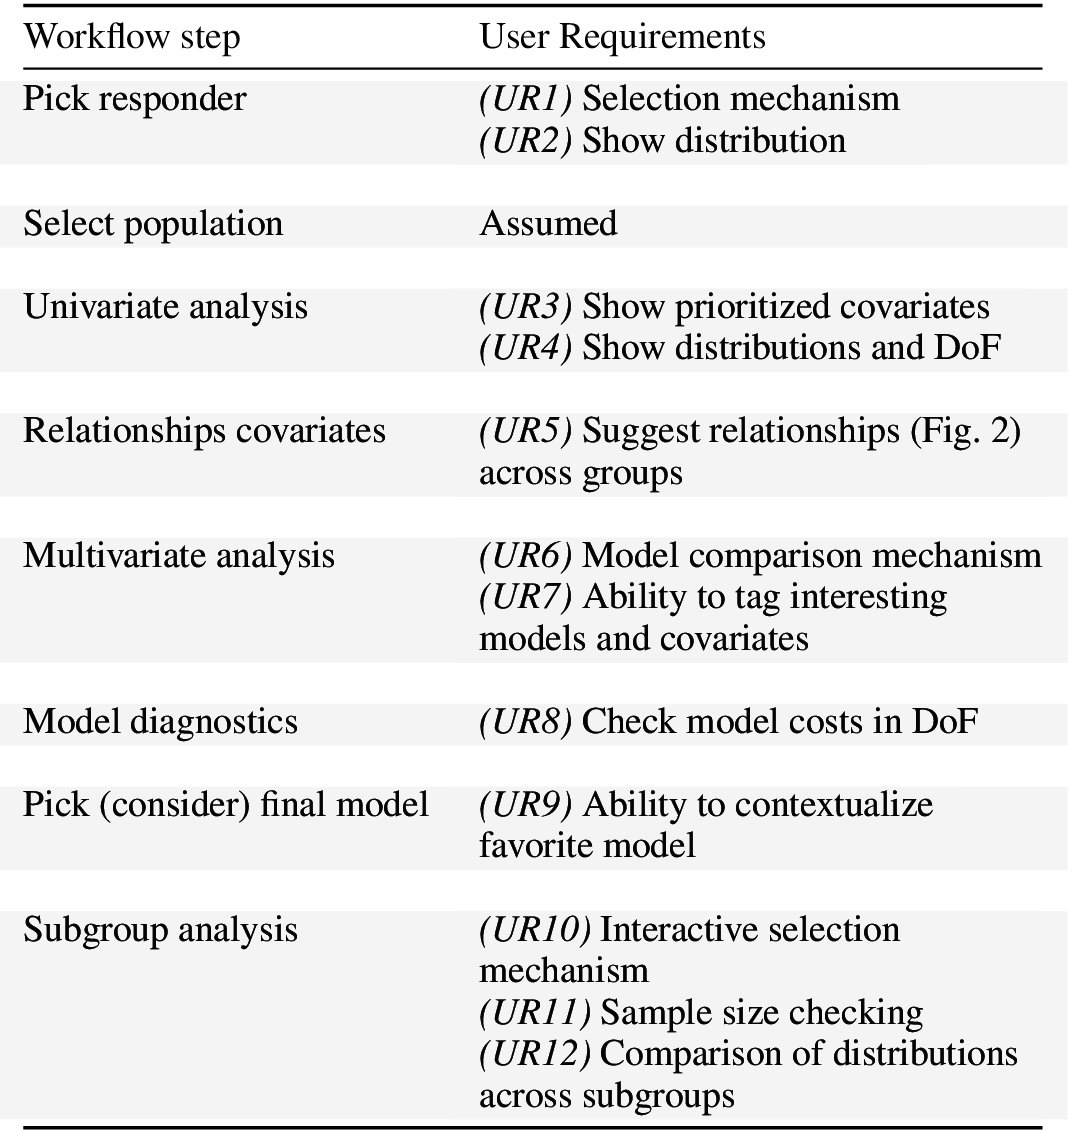 Workflow step User Requirements
Pick responder (UR1) Selection mechanism
(UR2) Show distribution
Select population Assumed
Univariate analysis (UR3) Show prioritized covariates
(UR4) Show distributions and DoF
Relationships covariates (UR5) Suggest relationships (Fig. 2)
across groups
Multivariate analysis (UR6) Model comparison mechanism
(UR7) Ability to tag interesting
models and covariates
Model diagnostics (UR8) Check model costs in DoF
Pick (consider) final model (UR9) Ability to contextualize
favorite model
Subgroup analysis (UR10) Interactive selection
mechanism
(UR11) Sample size checking
(UR12) Comparison of distributions
across subgroups